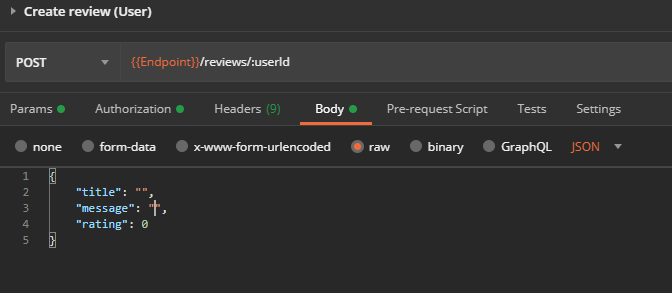 Create review (User)
POST {{Endpoint}}/reviews/:userId
Params Authorization Headers (9) Body Pre-request Script Tests Settings
none form-data x-www-form-urlencoded raw binary GraphQL JSON
1 {
2 "title": "",
3 "message": "",
4 "rating": 0
5 }